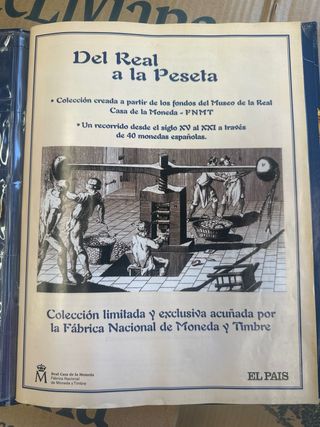 Del Real
a la Peseta
• Colección creada a partir de los fondos del Museo de la Real
Casa de la Moneda - FNMT
• Un recorrido desde el siglo XV al XXI a través
de 40 monedas españolas.
Colección limitada y exclusiva acuñada por
la Fábrica Nacional de Moneda y Timbre
M
Real Casa de la Moneda
Fábrica Nacional
de Moneda y Timbre
EL PAIS